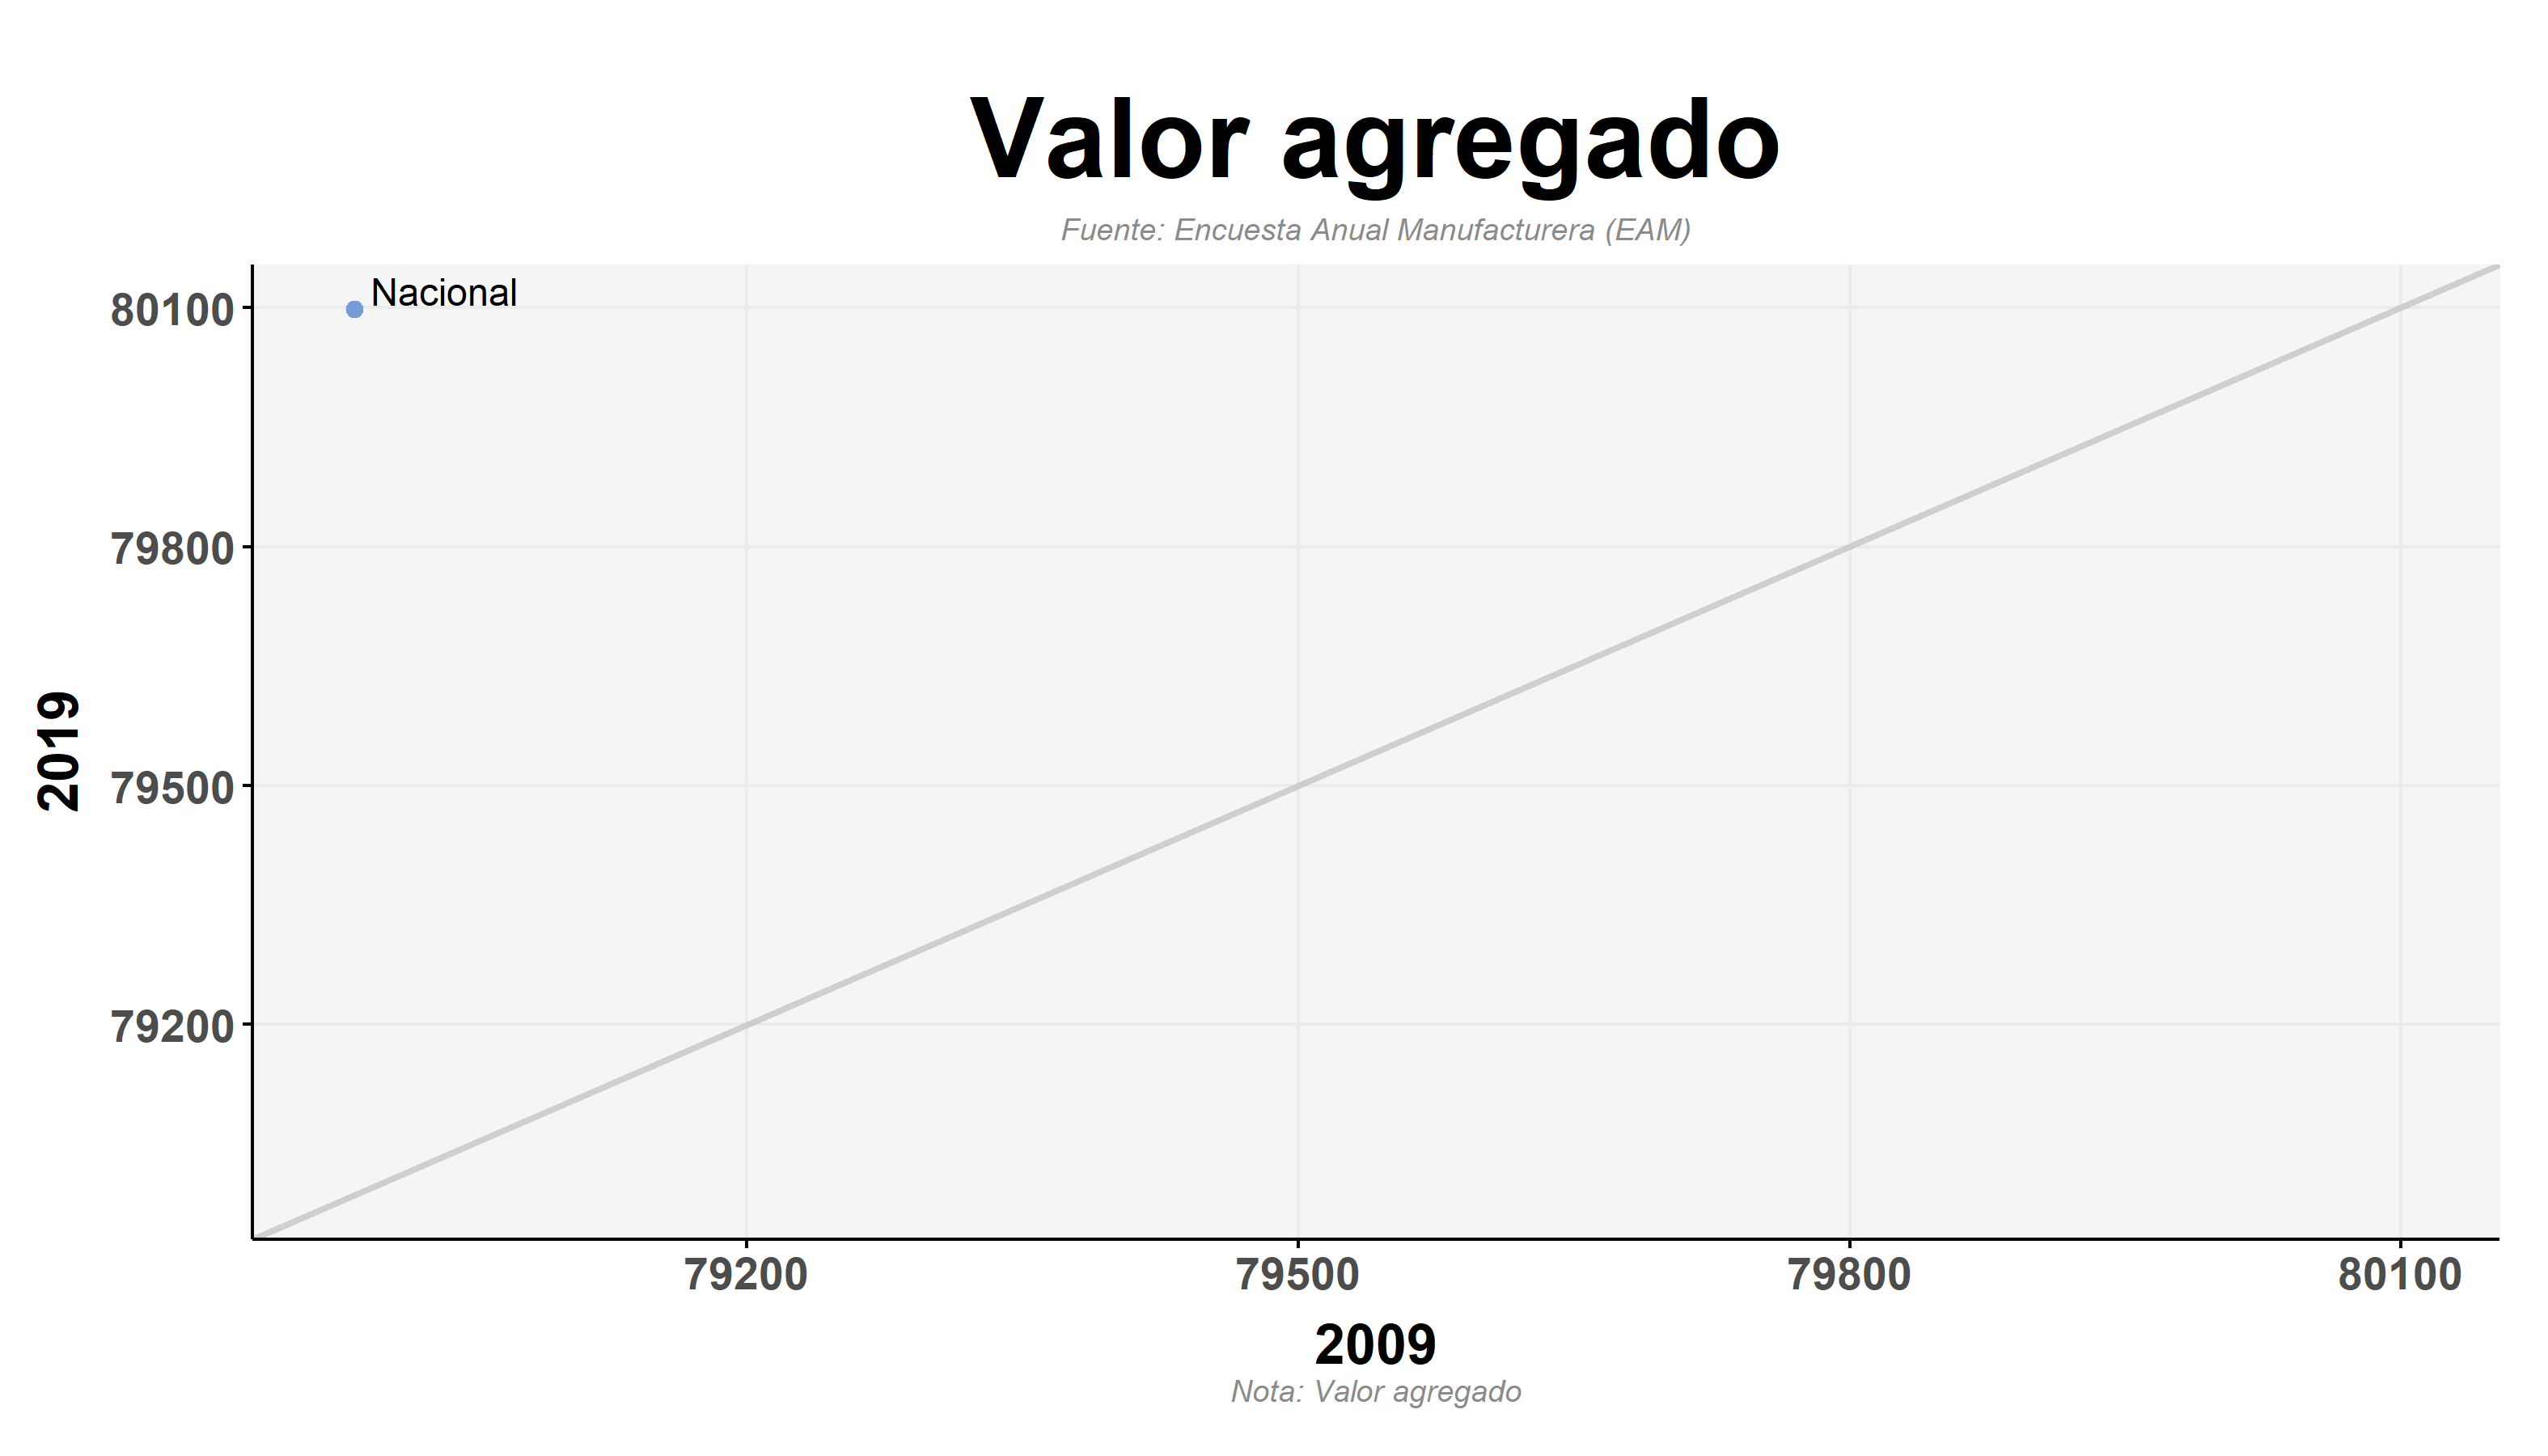 Valor agregado
Fuente: Encuesta Anual Manufacturera (EAM)
Nacional
80100
79800
79500
79200
2019
79200 79500 79800 80100
2009
Nota: Valor agregado